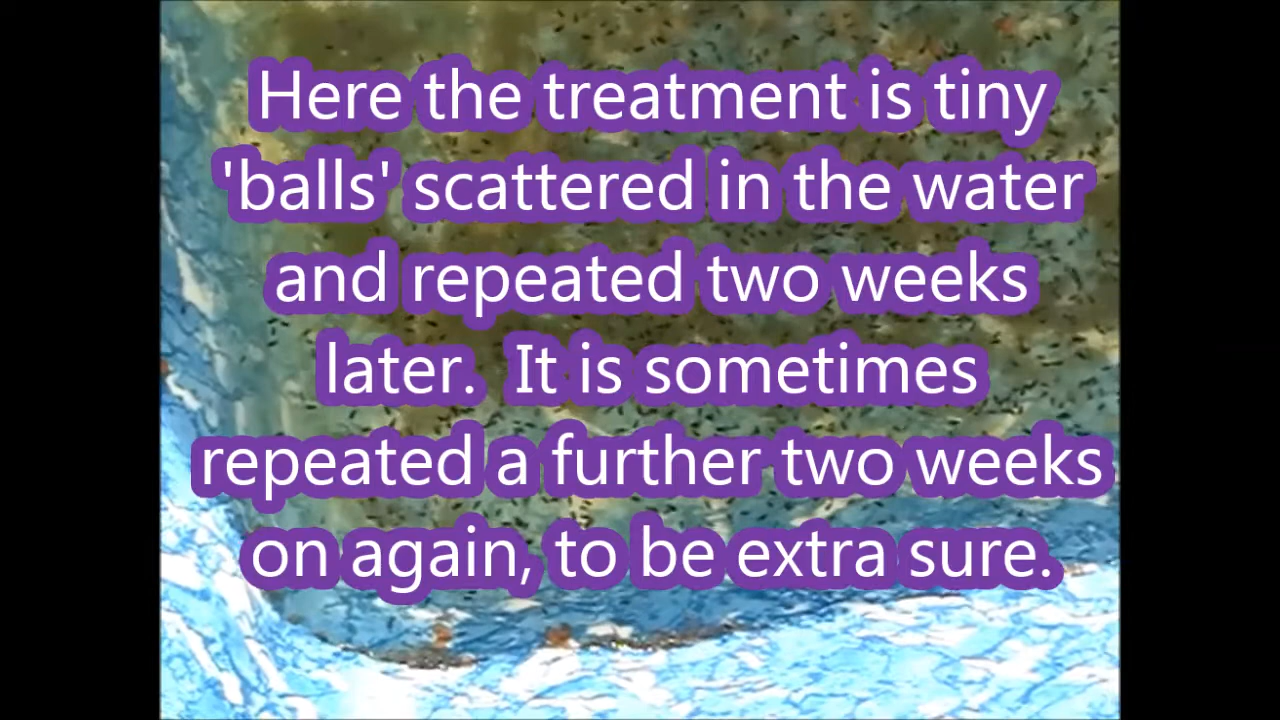 Here the treatment is tiny
'balls' scattered in the water
and repeated two weeks
later.  It is sometimes
repeated a further two weeks
on again, to be extra sure.